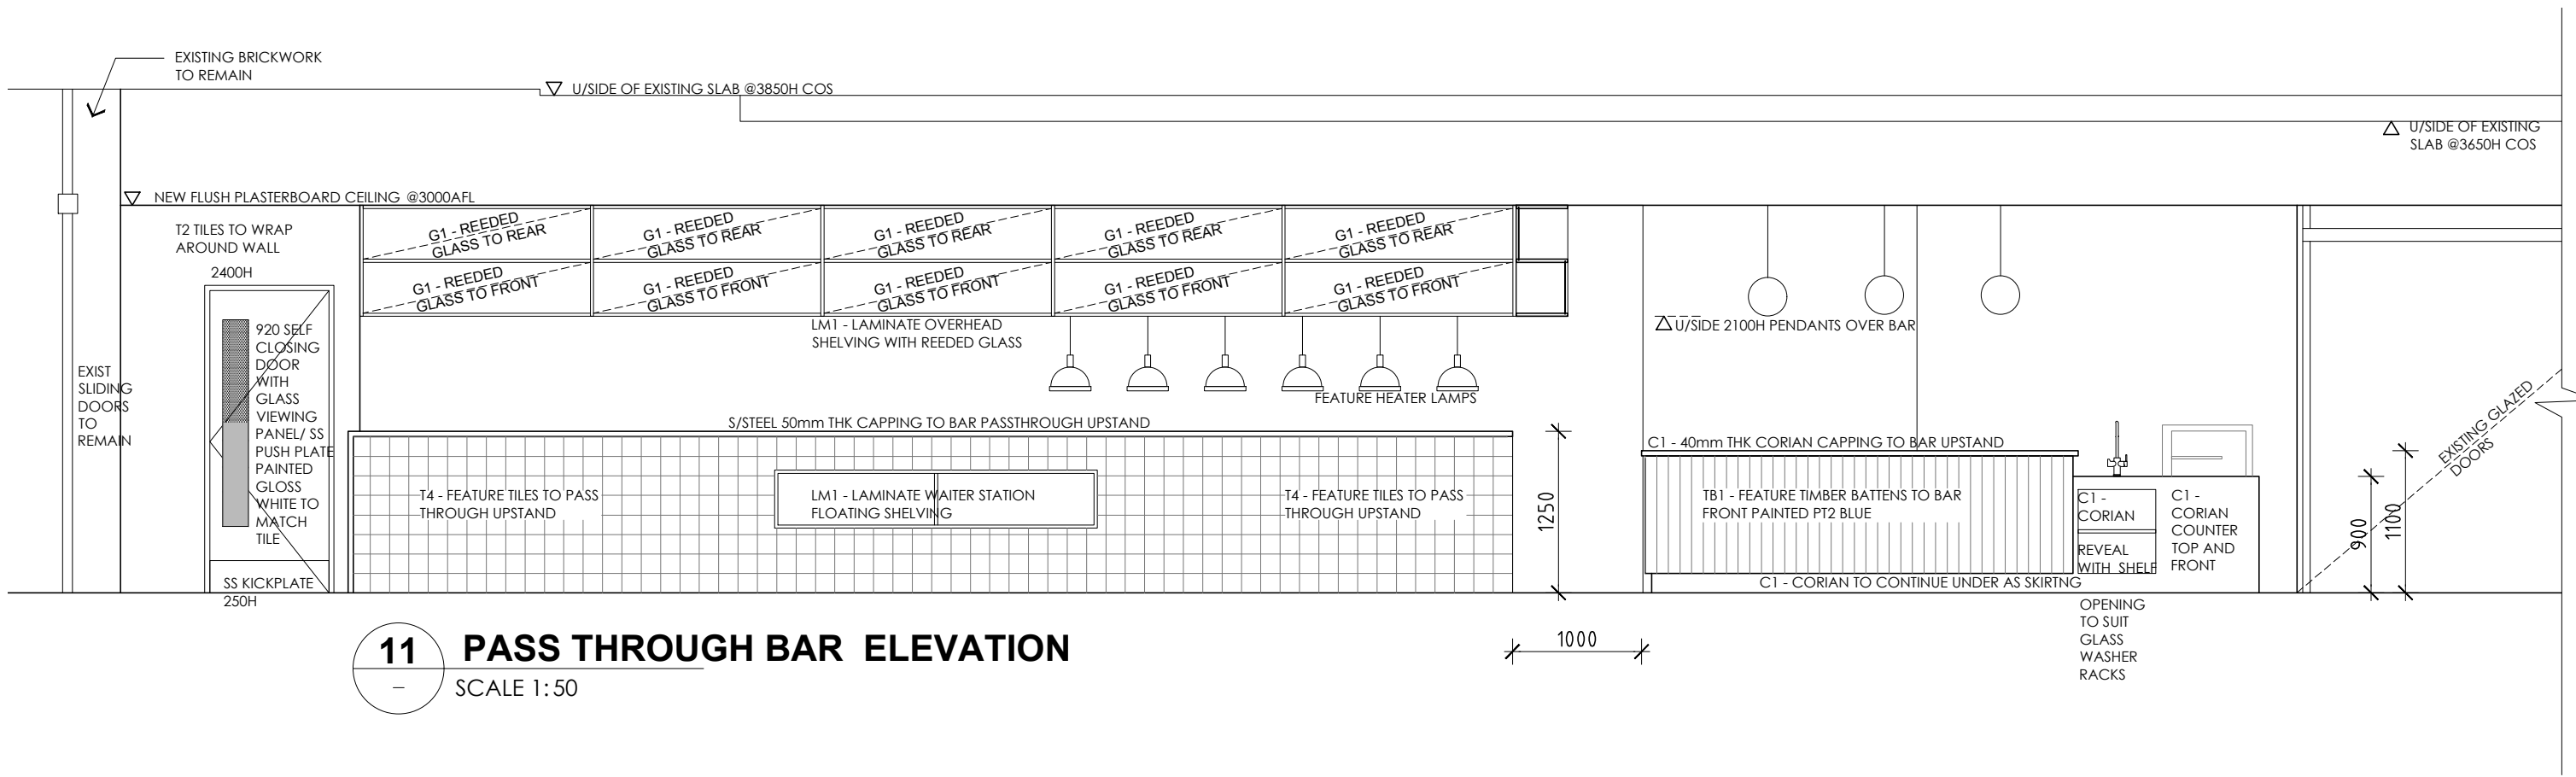 EXISTING BRICKWORK
TO REMAIN
U/SIDE OF EXISTING SLAB @3850H COS
U/SIDE OF EXISTING
SLAB @3650H COS
NEW FLUSH PLASTERBOARD CEILING @3000AFL
T2 TILES TO WRAP
AROUND WALL
2400H
G1 - REEDED
GLASS TO REAR
G1 - REEDED
GLASS TO REAR
G1 - REEDED
GLASS TO REAR
G1 - REEDED
GLASS TO REAR
G1 - REEDED
GLASS TO REAR
G1 - REEDED
GLASS TO FRONT
G1 - REEDED
GLASS TO FRONT
G1 - REEDED
GLASS TO FRONT
G1 - REEDED
GLASS TO FRONT
G1 - REEDED
GLASS TO FRONT
LM1 - LAMINATE OVERHEAD
SHELVING WITH REEDED GLASS
U/SIDE 2100H PENDANTS OVER BAR
EXIST
SLIDING
DOORS
TO
REMAIN
920 SELF
CLOSING
DOOR
WITH
GLASS
VIEWING
PANEL/ SS
PUSH PLATE
PAINTED
GLOSS
WHITE TO
MATCH
TILE
SS KICKPLATE
250H
FEATURE HEATER LAMPS
S/STEEL 50mm THK CAPPING TO BAR PASSTHROUGH UPSTAND
T4 - FEATURE TILES TO PASS
THROUGH UPSTAND
LM1 - LAMINATE WAITER STATION
FLOATING SHELVING
T4 - FEATURE TILES TO PASS
THROUGH UPSTAND
1250
C1 - 40mm THK CORIAN CAPPING TO BAR UPSTAND
TB1 - FEATURE TIMBER BATTENS TO BAR
FRONT PAINTED PT2 BLUE
C1 - CORIAN TO CONTINUE UNDER AS SKIRTNG
C1 -
CORIAN
REVEAL
WITH SHELF
C1 -
CORIAN
COUNTER
TOP AND
FRONT
OPENING
TO SUIT
GLASS
WASHER
RACKS
900
1100
EXISTING GLAZED
DOORS
1000
11
–
PASS THROUGH BAR ELEVATION
SCALE 1:50